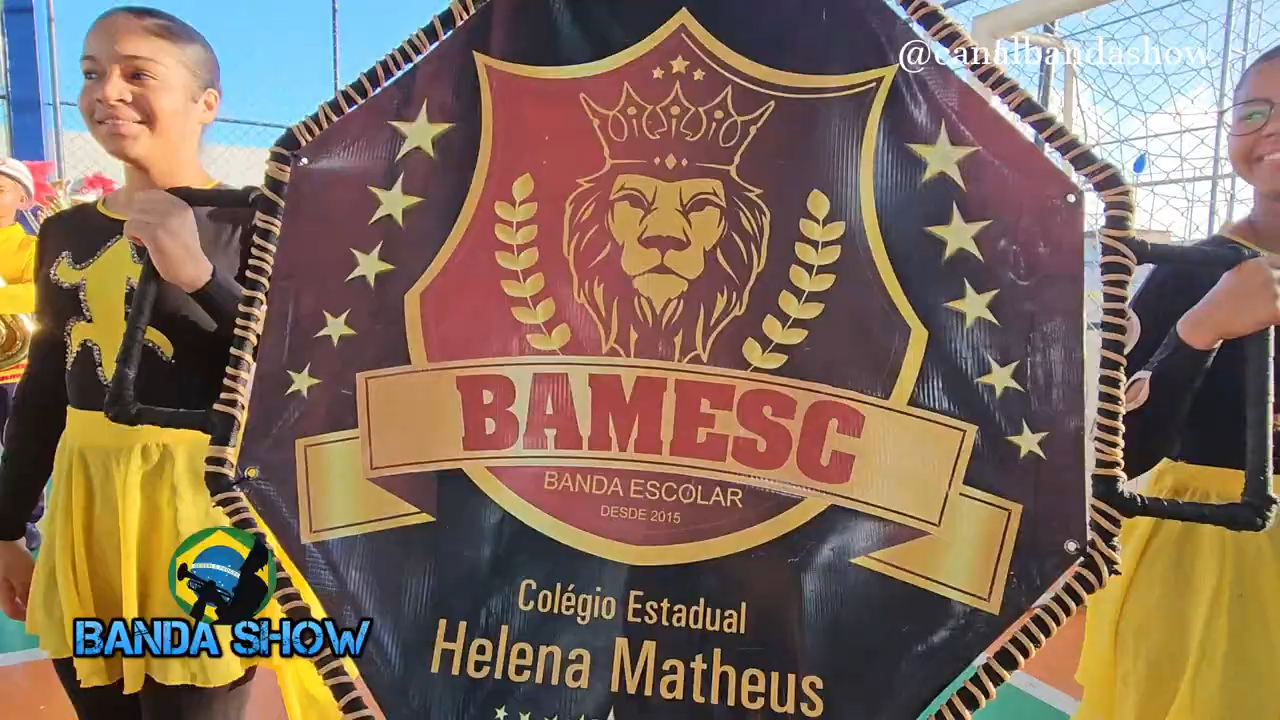 @canalbandashow
BAMESC
BANDA ESCOLAR
DESDE 2015
Colégio Estadual
Helena Matheus
BANDA SHOW